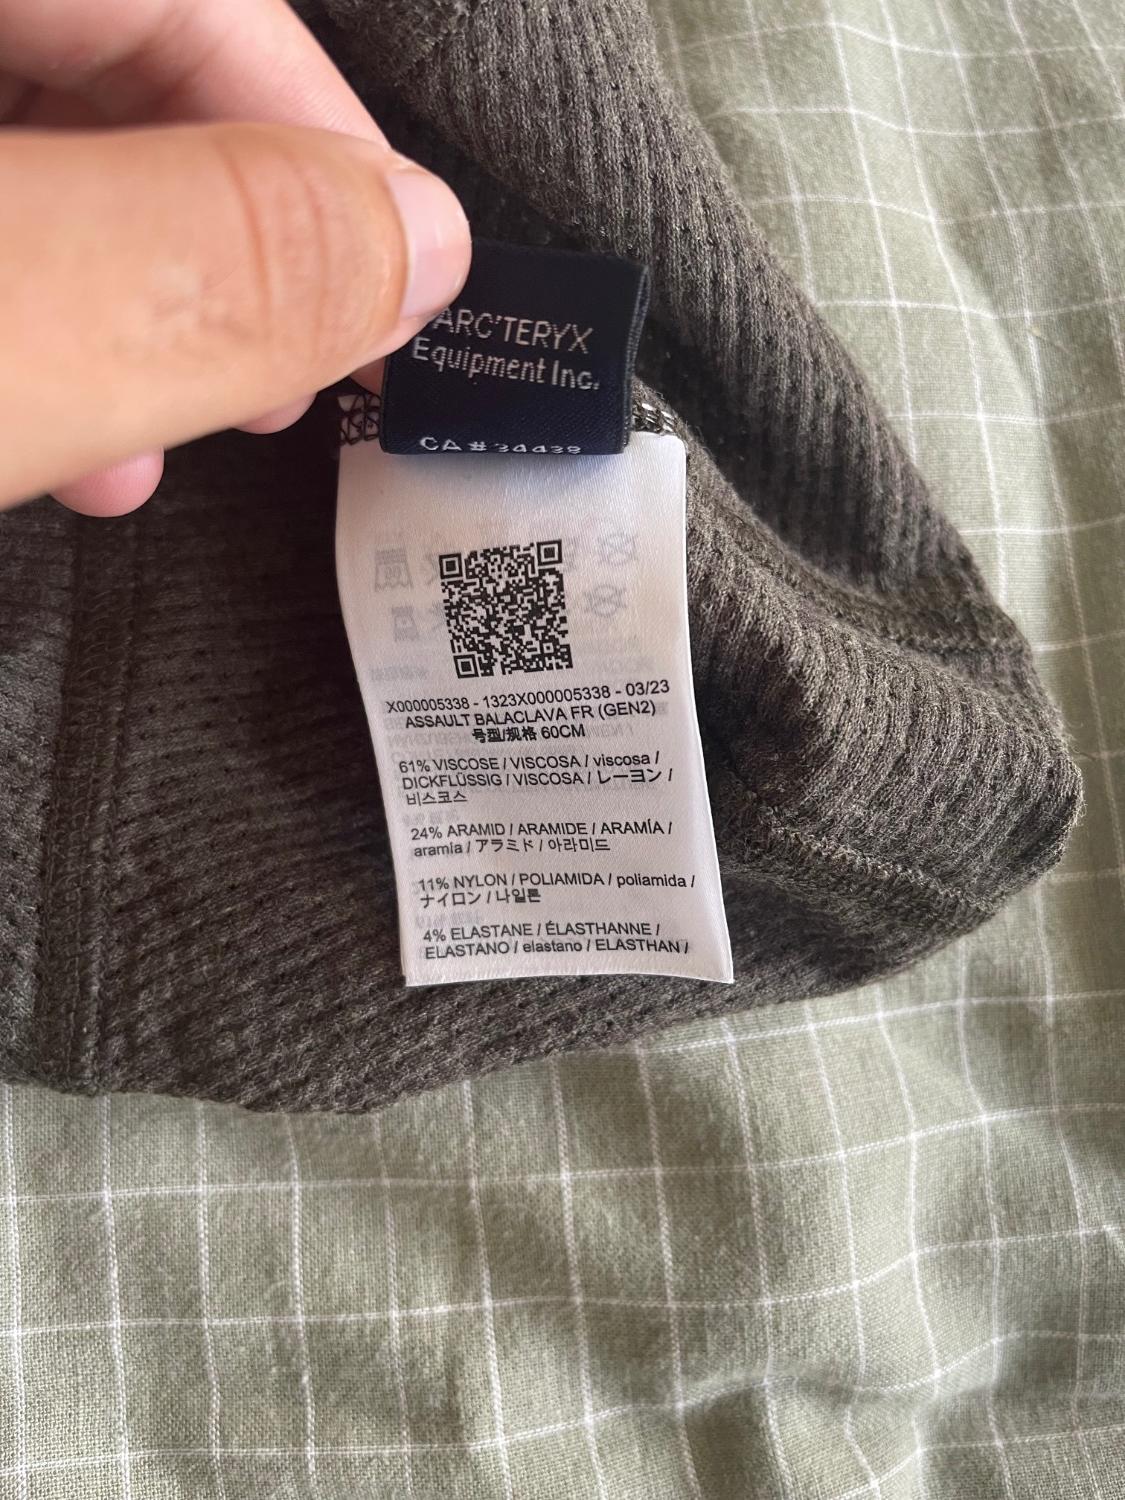 ARC'TERYX
Equipment Inc.
CA # 34438
X000005338 - 1323X000005338 - 03/23
ASSAULT BALACLAVA FR (GEN2)
号型/规格 60CM
61% VISCOSE / VISCOSA / viscosa /
DICKFLÜSSIG / VISCOSA / レーヨン /
비스코스
24% ARAMID / ARAMIDE / ARAMÍA /
aramía / アラミド / 아라미드
11% NYLON / POLIAMIDA / poliamida /
ナイロン / 나일론
4% ELASTANE / ÉLASTHANNE /
ELASTANO / elastano / ELASTHAN /